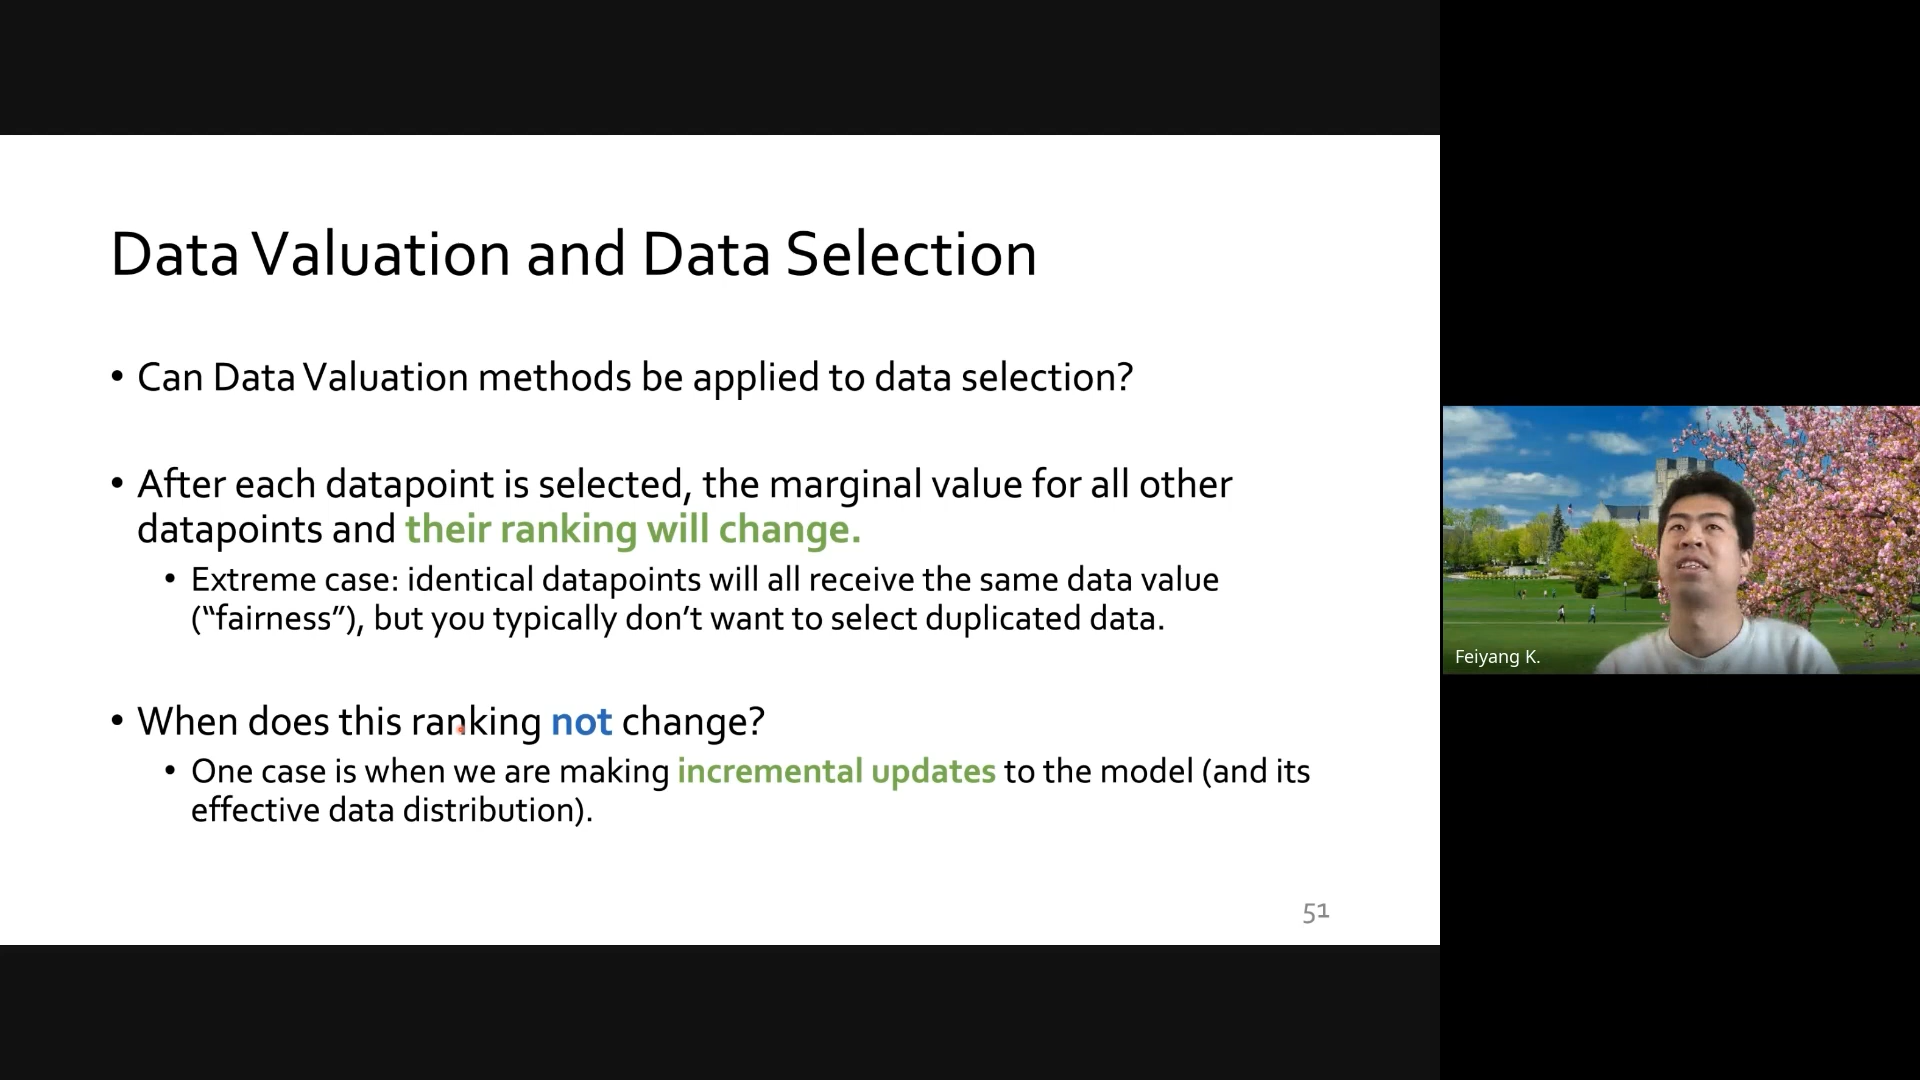 Data Valuation and Data Selection
• Can Data Valuation methods be applied to data selection?
• After each datapoint is selected, the marginal value for all other
datapoints and their ranking will change.
• Extreme case: identical datapoints will all receive the same data value
(“fairness”), but you typically don’t want to select duplicated data.
• When does this ranking not change?
• One case is when we are making incremental updates to the model (and its
effective data distribution).
51
Feiyang K.